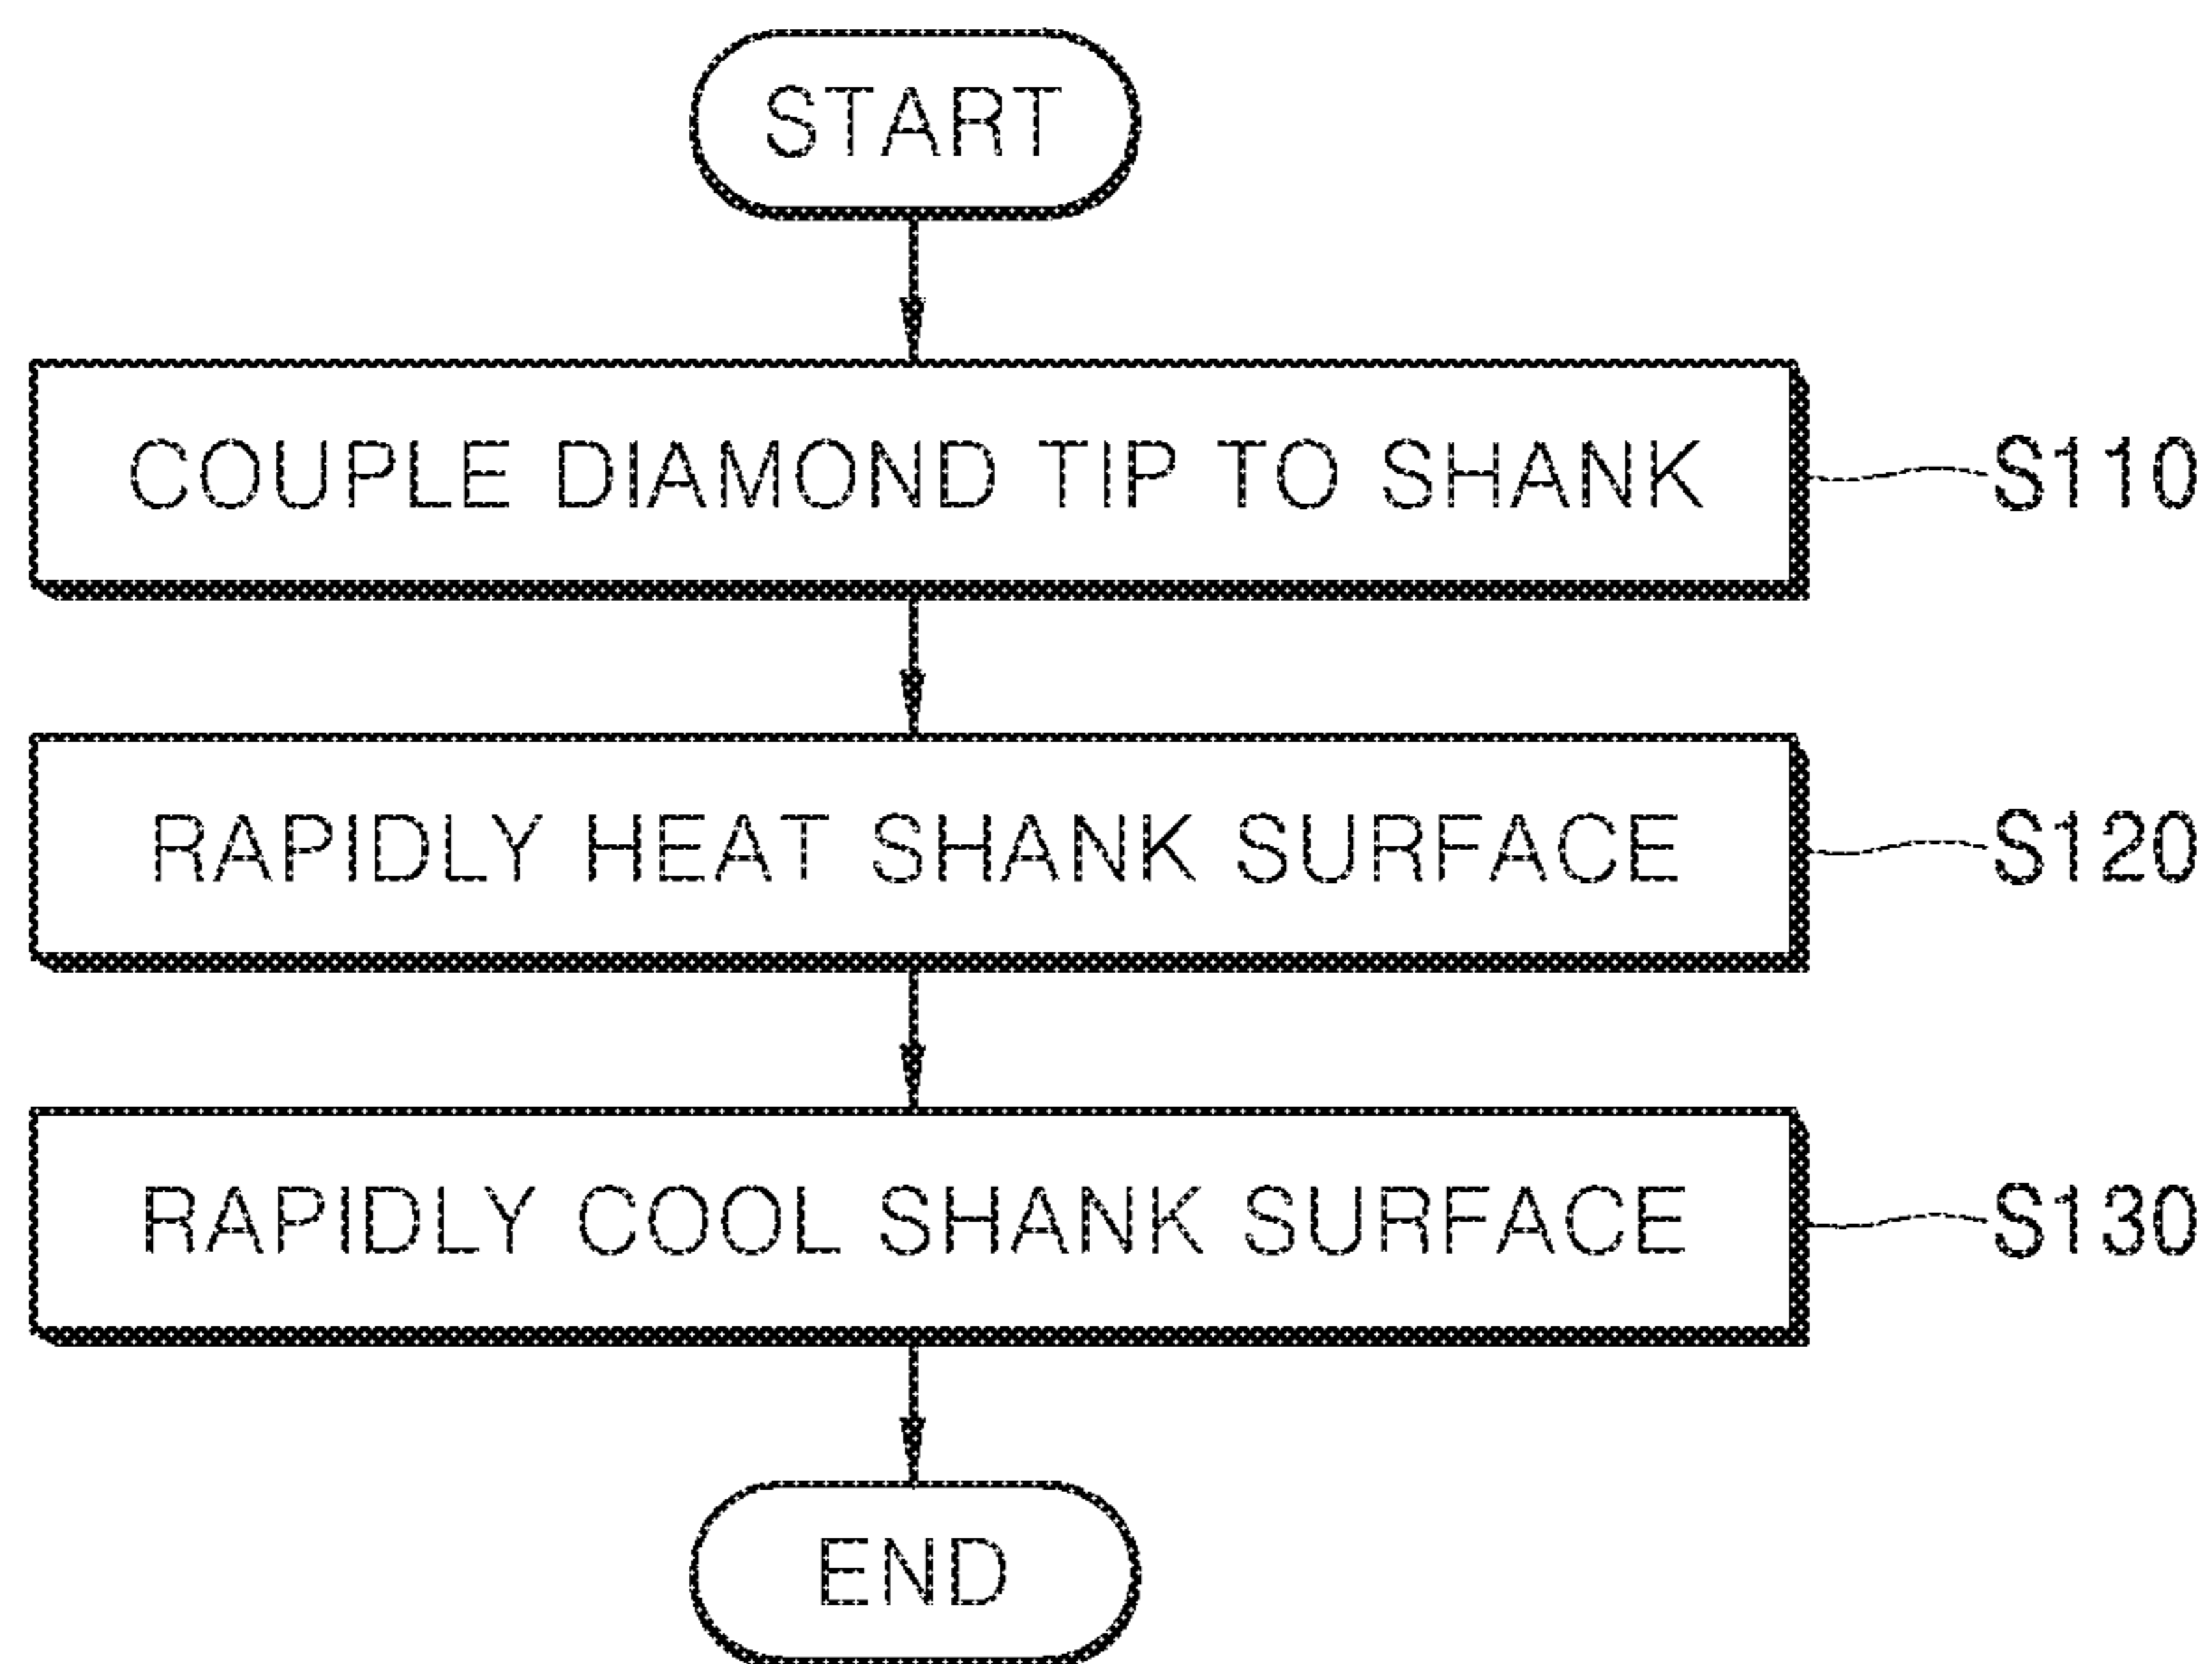 START
COUPLE DIAMOND TIP TO SHANK
S110
RAPIDLY HEAT SHANK SURFACE
S120
RAPIDLY COOL SHANK SURFACE
S130
END